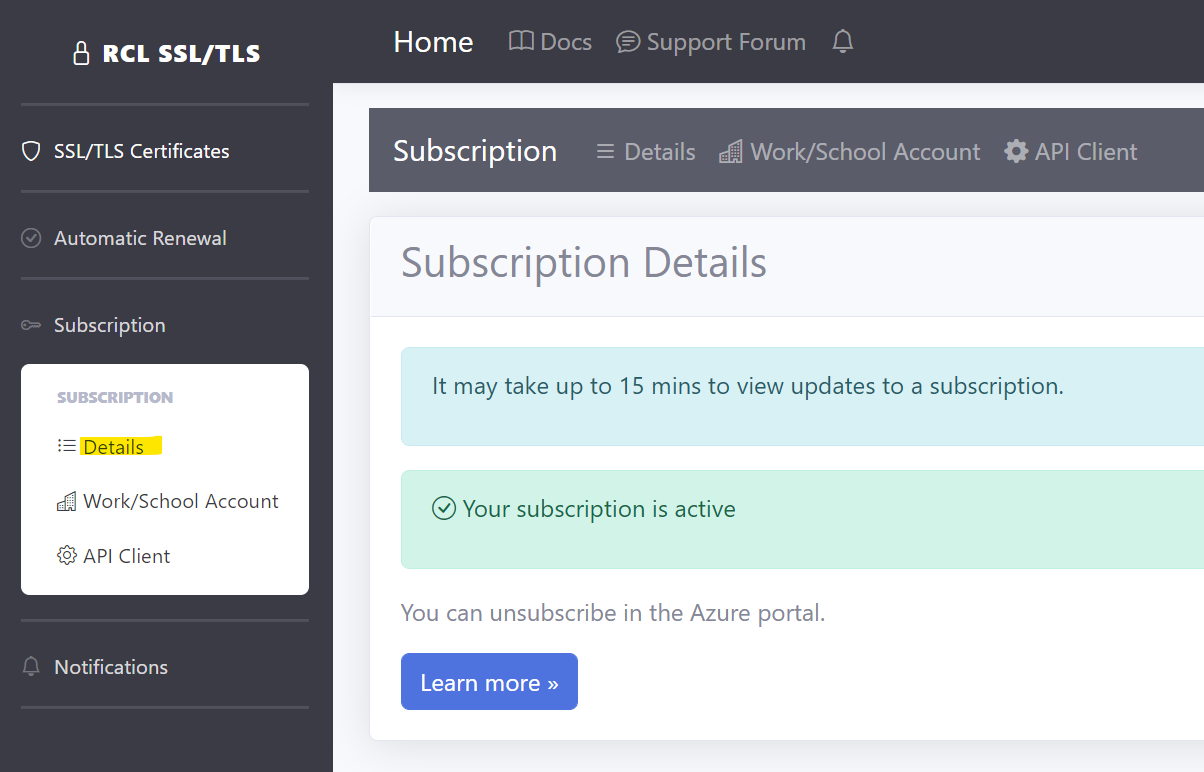 RCL SSL/TLS
SSL/TLS Certificates
Automatic Renewal
Subscription
SUBSCRIPTION
Details
Work/School Account
API Client
Notifications
Home Docs Support Forum
Subscription Details Work/School Account API Client
Subscription Details
It may take up to 15 mins to view updates to a subscription.
Your subscription is active
You can unsubscribe in the Azure portal.
Learn more »